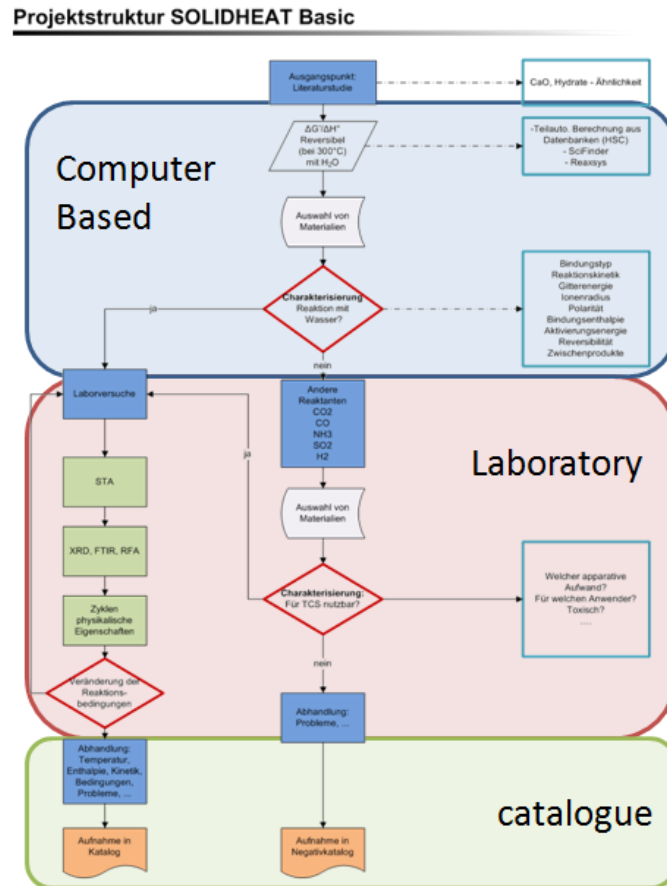 Projektstruktur SOLIDHEAT Basic
Ausgangspunkt:
Literaturstudie
CaO, Hydrate - Ähnlichkeit
Computer
Based
ΔG°/ΔH°
Reversibel
(bei 300°C)
mit H₂O
-Teilauto. Berechnung aus
Datenbanken (HSC)
- SciFinder
- Reaxsys
Auswahl von
Materialien
Charakterisierung
Reaktion mit
Wasser?
Bindungstyp
Reaktionskinetik
Gitterenergie
Ionenradius
Polarität
Bindungsenthalpie
Aktivierungsenergie
Reversibilität
Zwischenprodukte
ja
nein
Laboratory
Laborversuche
Andere
Reaktanten
CO2
CO
NH3
SO2
H2
ja
STA
Auswahl von
Materialien
XRD, FTIR, RFA
Charakterisierung:
Für TCS nutzbar?
Welcher apparative
Aufwand?
Für welchen Anwender?
Toxisch?
....
Zyklen
physikalische
Eigenschaften
nein
Veränderung der
Reaktions-
bedingungen
Abhandlung:
Probleme, ...
catalogue
Abhandlung:
Temperatur,
Enthalpie, Kinetik,
Bedingungen,
Probleme, ...
Aufnahme in
Katalog
Aufnahme in
Negativkatalog